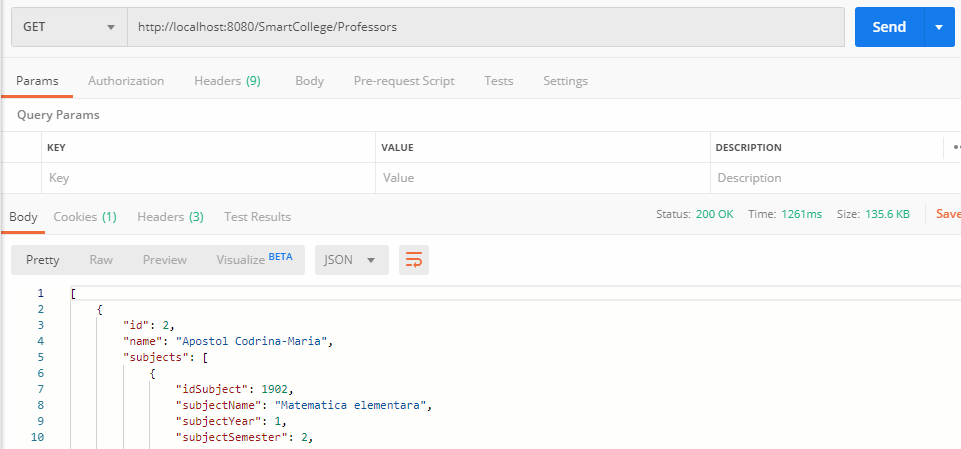 GET http://localhost:8080/SmartCollege/Professors Send
Params Authorization Headers (9) Body Pre-request Script Tests Settings
Query Params
KEY VALUE DESCRIPTION
Key Value Description
Body Cookies (1) Headers (3) Test Results Status: 200 OK Time: 1261ms Size: 135.6 KB Save
Pretty Raw Preview Visualize BETA JSON
1 [
2 {
3 "id": 2,
4 "name": "Apostol Codrina-Maria",
5 "subjects": [
6 {
7 "idSubject": 1902,
8 "subjectName": "Matematica elementara",
9 "subjectYear": 1,
10 "subjectSemester": 2,